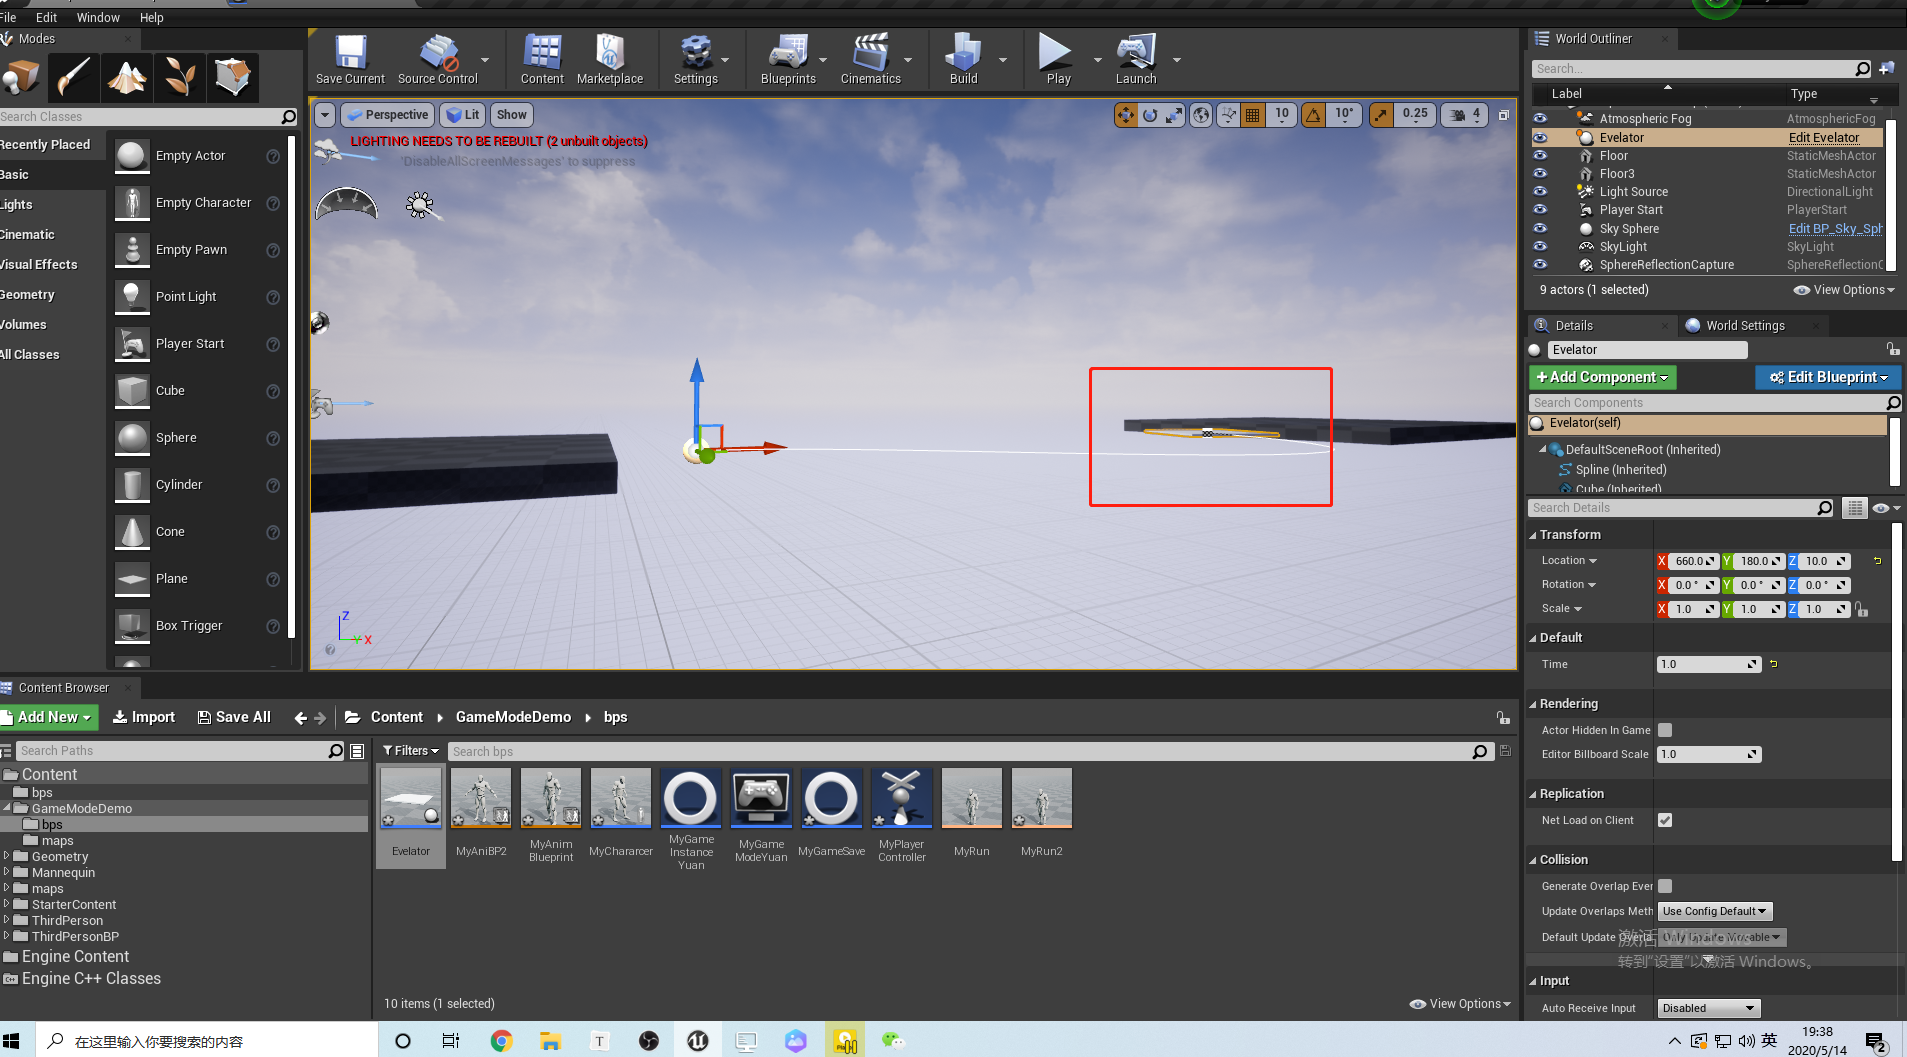 File Edit Window Help
Modes
Search Classes
Recently Placed
Basic
Lights
Cinematic
Visual Effects
Geometry
Volumes
All Classes
Empty Actor
Empty Character
Empty Pawn
Point Light
Player Start
Cube
Sphere
Cylinder
Cone
Plane
Box Trigger
Save Current Source Control Content Marketplace Settings Blueprints Cinematics Build Play Launch
Perspective Lit Show 10 10° 0.25 4
LIGHTING NEEDS TO BE REBUILT (2 unbuilt objects)
'DisableAllScreenMessages' to suppress
Z
Y X
World Outliner
Search...
Label Type
Atmospheric Fog AtmosphericFog
Evelator Edit Evelator
Floor StaticMeshActor
Floor3 StaticMeshActor
Light Source DirectionalLight
Player Start PlayerStart
Sky Sphere Edit BP_Sky_Sph
SkyLight SkyLight
SphereReflectionCapture SphereReflectionC
9 actors (1 selected) View Options
Details World Settings
Evelator
+Add Component Edit Blueprint
Search Components
Evelator(self)
DefaultSceneRoot (Inherited)
Spline (Inherited)
Cube (Inherited)
Search Details
Transform
Location X 660.0 Y 180.0 Z 10.0
Rotation X 0.0 ° Y 0.0 ° Z 0.0 °
Scale X 1.0 Y 1.0 Z 1.0
Default
Time 1.0
Rendering
Actor Hidden In Game
Editor Billboard Scale 1.0
Replication
Net Load on Client
Collision
Generate Overlap Ever
Update Overlaps Meth Use Config Default
Default Update Overla Only Update Movable
激活 Windows
转到"设置"以激活 Windows。
Input
Auto Receive Input Disabled
Content Browser
Add New Import Save All Content GameModeDemo bps
Search Paths
Content
bps
GameModeDemo
bps
maps
Geometry
Mannequin
maps
StarterContent
ThirdPerson
ThirdPersonBP
Engine Content
Engine C++ Classes
Filters Search bps
Evelator
MyAniBP2
MyAnim
Blueprint
MyChararcer
MyGame
Instance
Yuan
MyGame
ModeYuan
MyGameSave
MyPlayer
Controller
MyRun
MyRun2
10 items (1 selected) View Options
在这里输入你要搜索的内容
英
19:38
2020/5/14
2